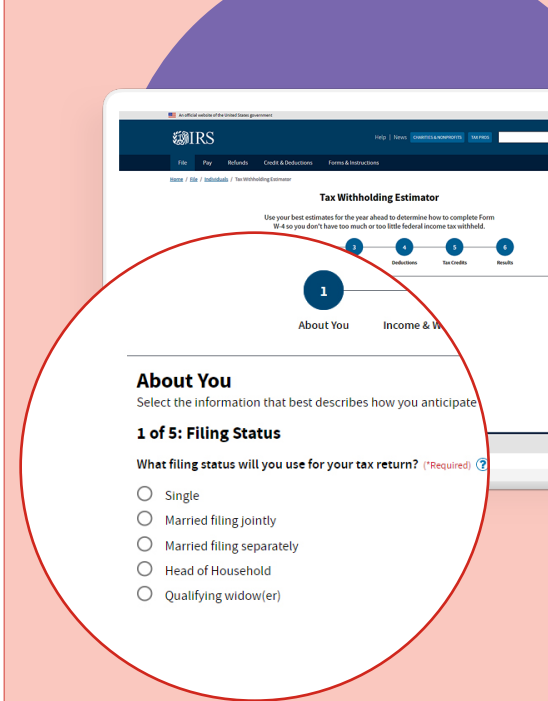 An official website of the United States government
IRS
Help | News CHARITIES & NONPROFITS TAX PROS
File Pay Refunds Credit & Deductions Forms & Instructions
Home / File / Individuals / Tax Withholding Estimator
Tax Withholding Estimator
Use your best estimates for the year ahead to determine how to complete Form
W-4 so you don't have too much or too little federal income tax withheld.
3 4 5 6
Deductions Tax Credits Results
1
About You Income & W
About You
Select the information that best describes how you anticipate
1 of 5: Filing Status
What filing status will you use for your tax return? (*Required) ?
Single
Married filing jointly
Married filing separately
Head of Household
Qualifying widow(er)